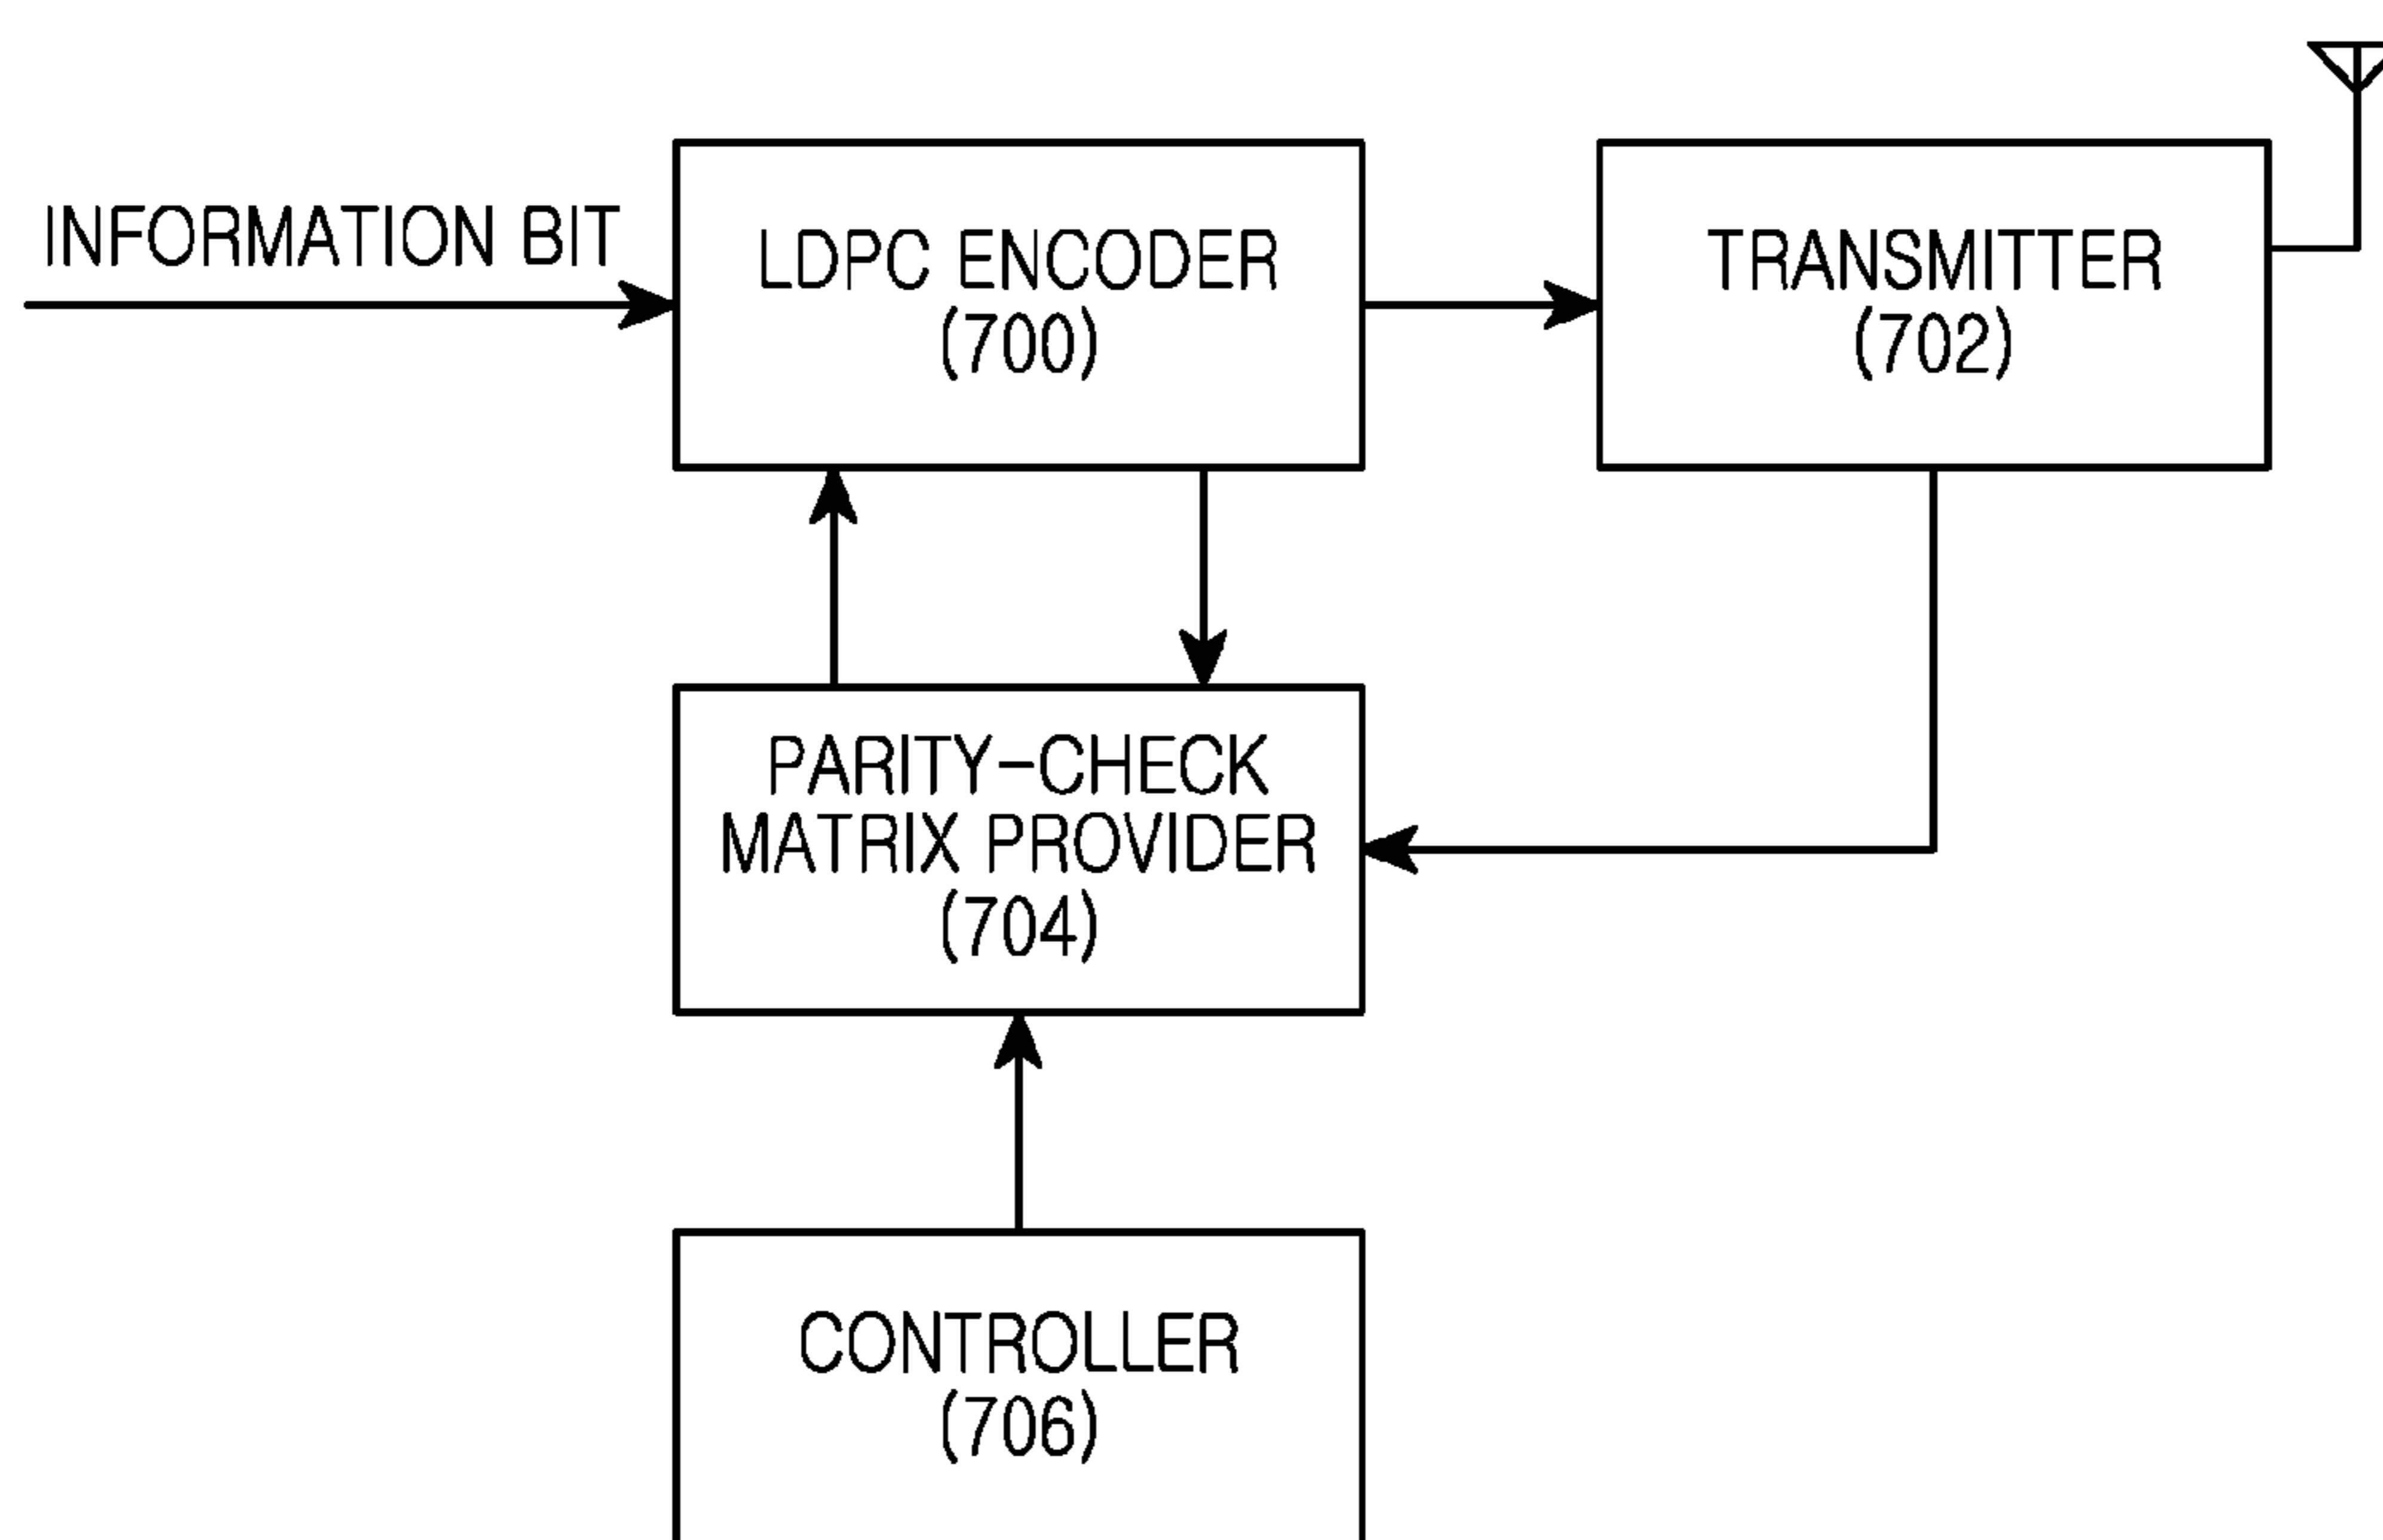 INFORMATION BIT
LDPC ENCODER
(700)
TRANSMITTER
(702)
PARITY-CHECK
MATRIX PROVIDER
(704)
CONTROLLER
(706)